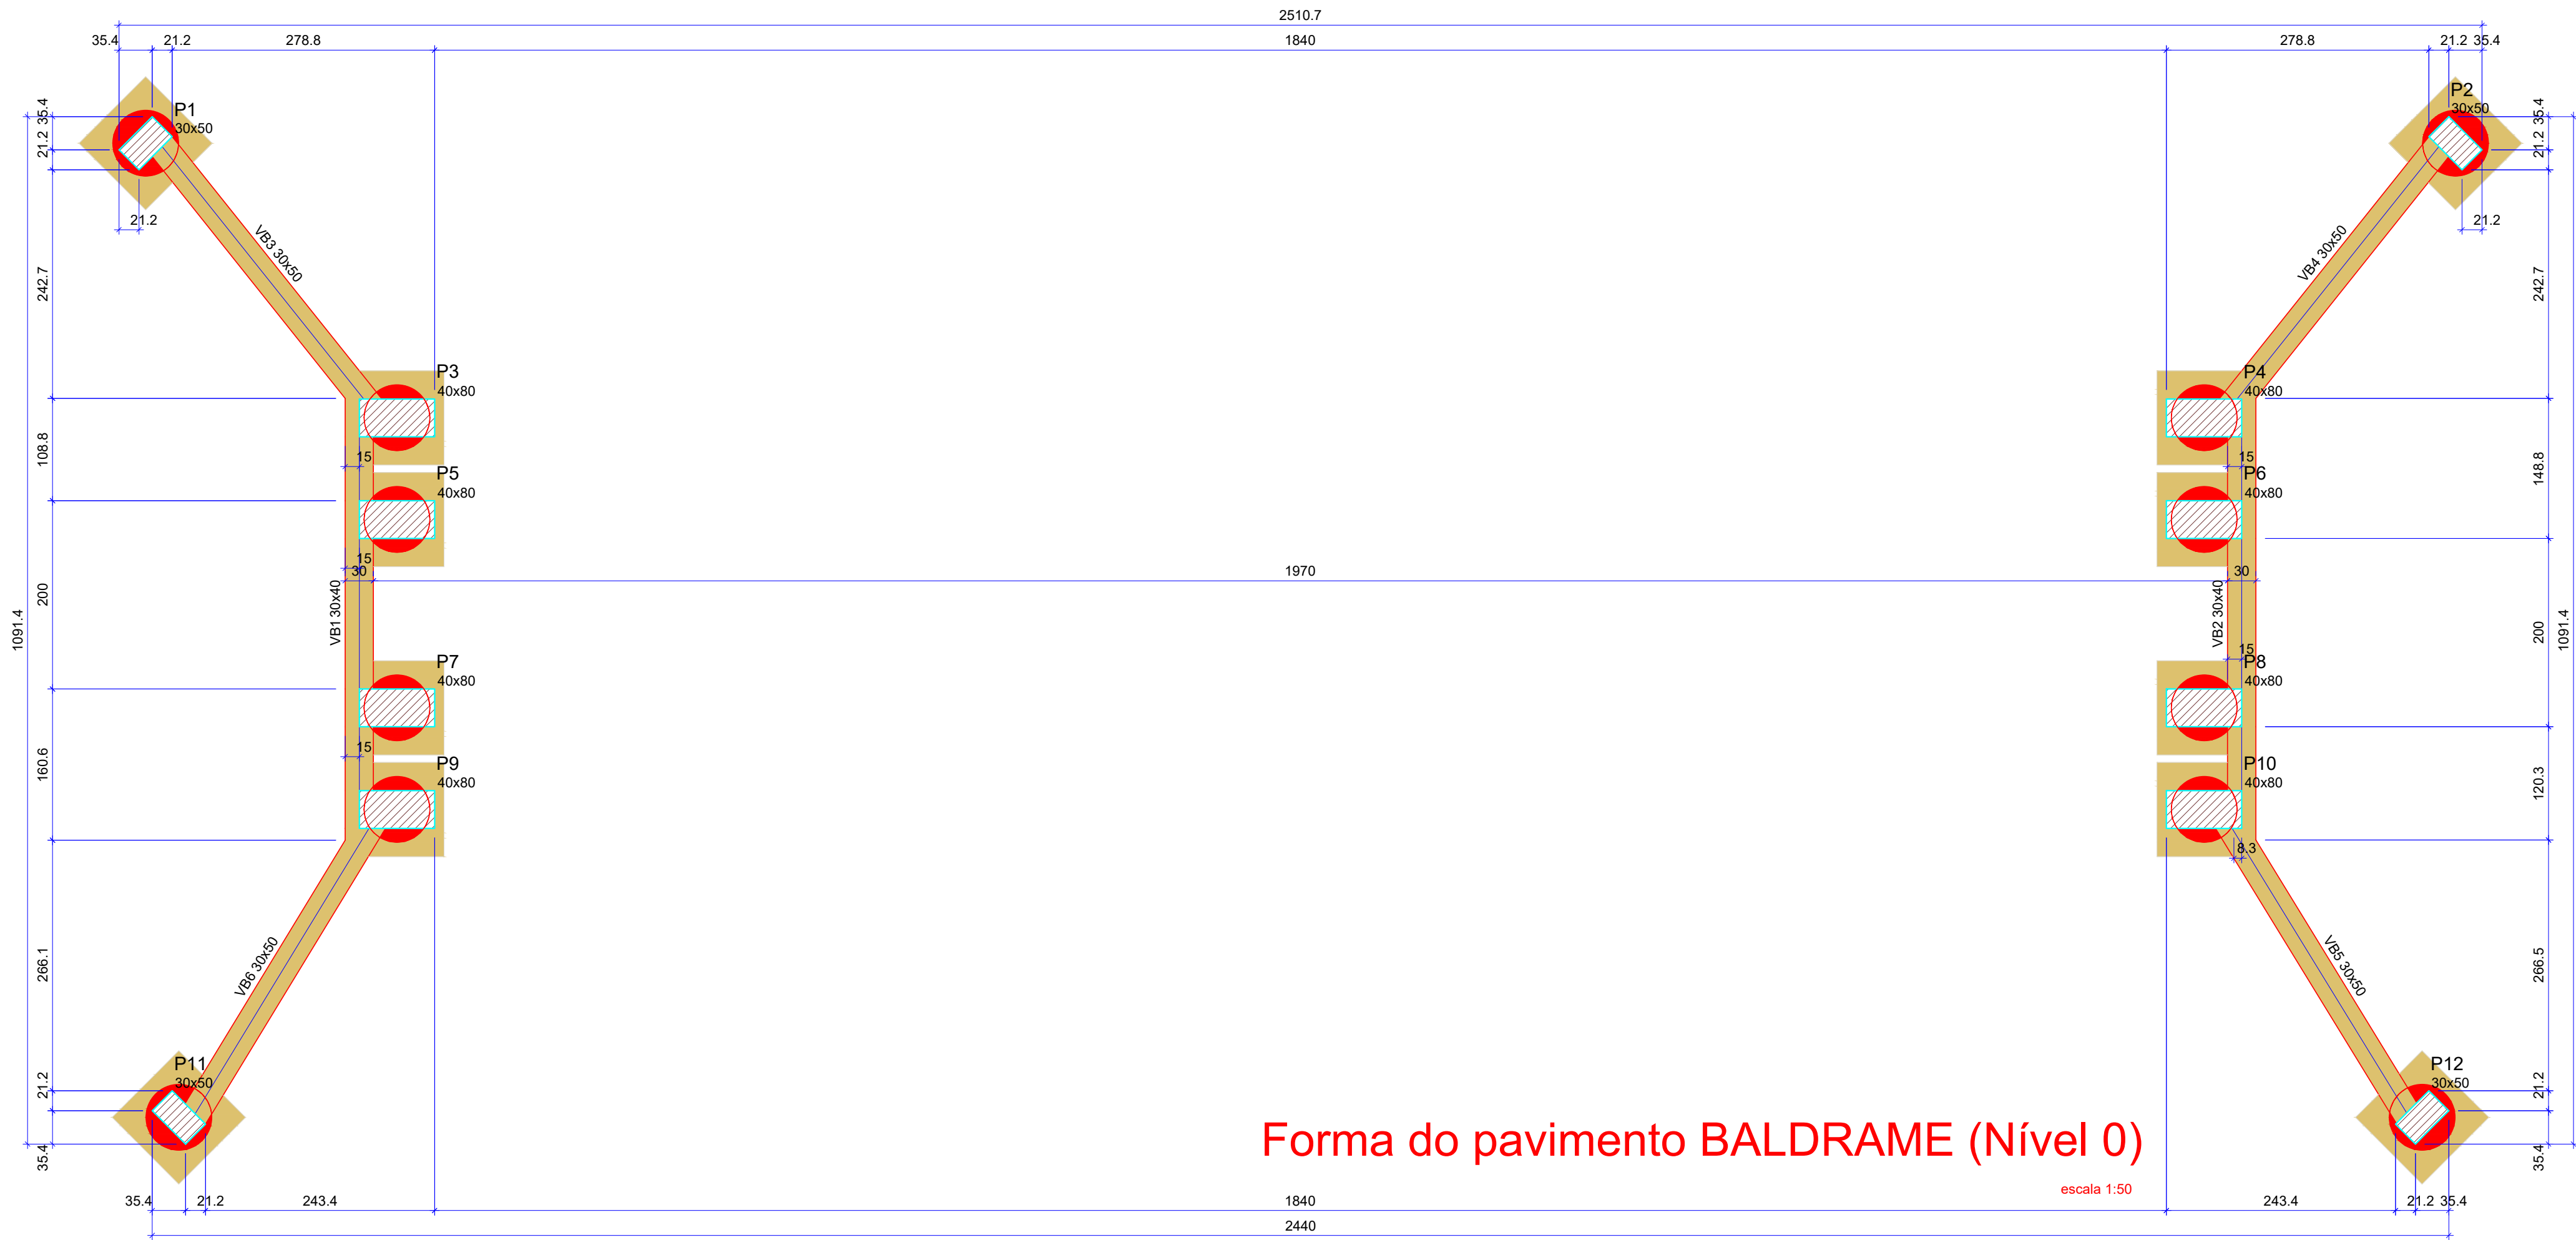 2510.7
35.4 21.2 278.8 1840 278.8 21.2 35.4
P1
30x50
P2
30x50
35.4
21.2
35.4
21.2
21.2
21.2
VB3 30x50
VB4 30x50
242.7
242.7
P3
40x80
P4
40x80
108.8
15
15
148.8
P5
40x80
P6
40x80
15
30
1970
30
200
VB1 30x40
VB2 30x40
200
1091.4
1091.4
15
P7
40x80
P8
40x80
15
160.6
120.3
P9
40x80
P10
40x80
8.3
266.1
VB6 30x50
VB5 30x50
266.5
P11
30x50
P12
30x50
21.2
21.2
35.4
35.4
Forma do pavimento BALDRAME (Nível 0)
escala 1:50
35.4 21.2 243.4 1840 243.4 21.2 35.4
2440